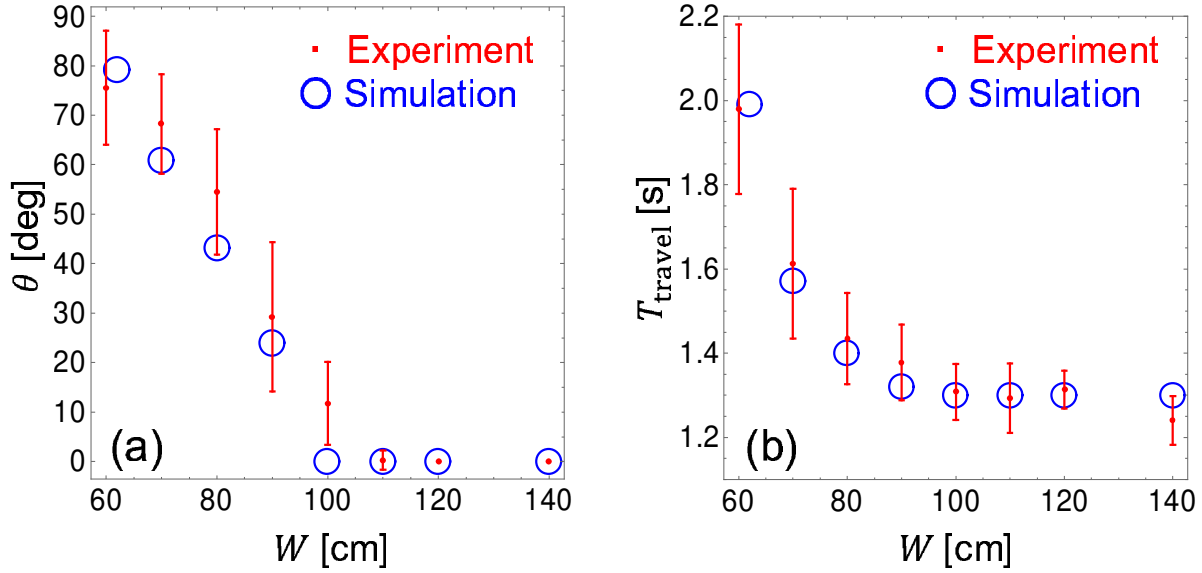 90
80
70
60
50
40
30
20
10
0
θ [deg]
Experiment
Simulation
(a)
60 80 100 120 140
W [cm]
2.2
2.0
1.8
1.6
1.4
1.2
T_travel [s]
Experiment
Simulation
(b)
60 80 100 120 140
W [cm]